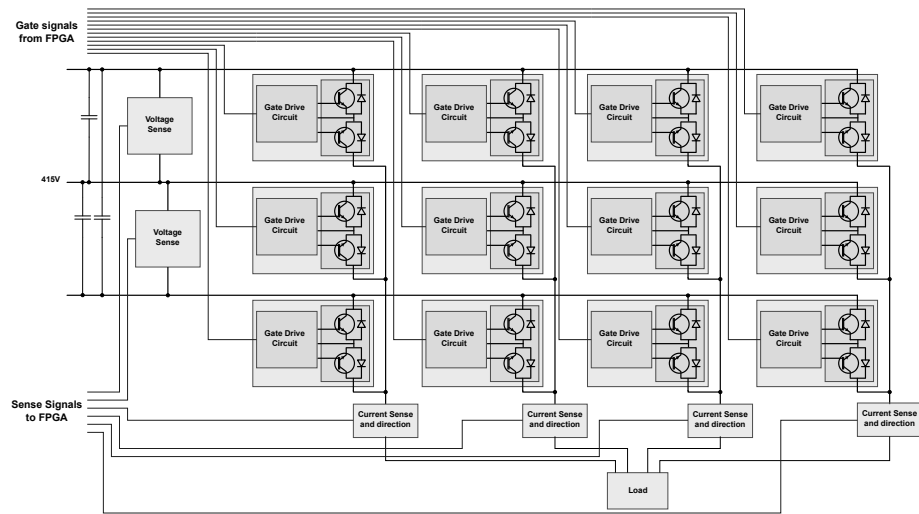 Gate signals
from FPGA
Gate Drive
Circuit
Gate Drive
Circuit
Gate Drive
Circuit
Gate Drive
Circuit
Voltage
Sense
415V
Gate Drive
Circuit
Gate Drive
Circuit
Gate Drive
Circuit
Gate Drive
Circuit
Voltage
Sense
Gate Drive
Circuit
Gate Drive
Circuit
Gate Drive
Circuit
Gate Drive
Circuit
Sense Signals
to FPGA
Current Sense
and direction
Current Sense
and direction
Current Sense
and direction
Current Sense
and direction
Load